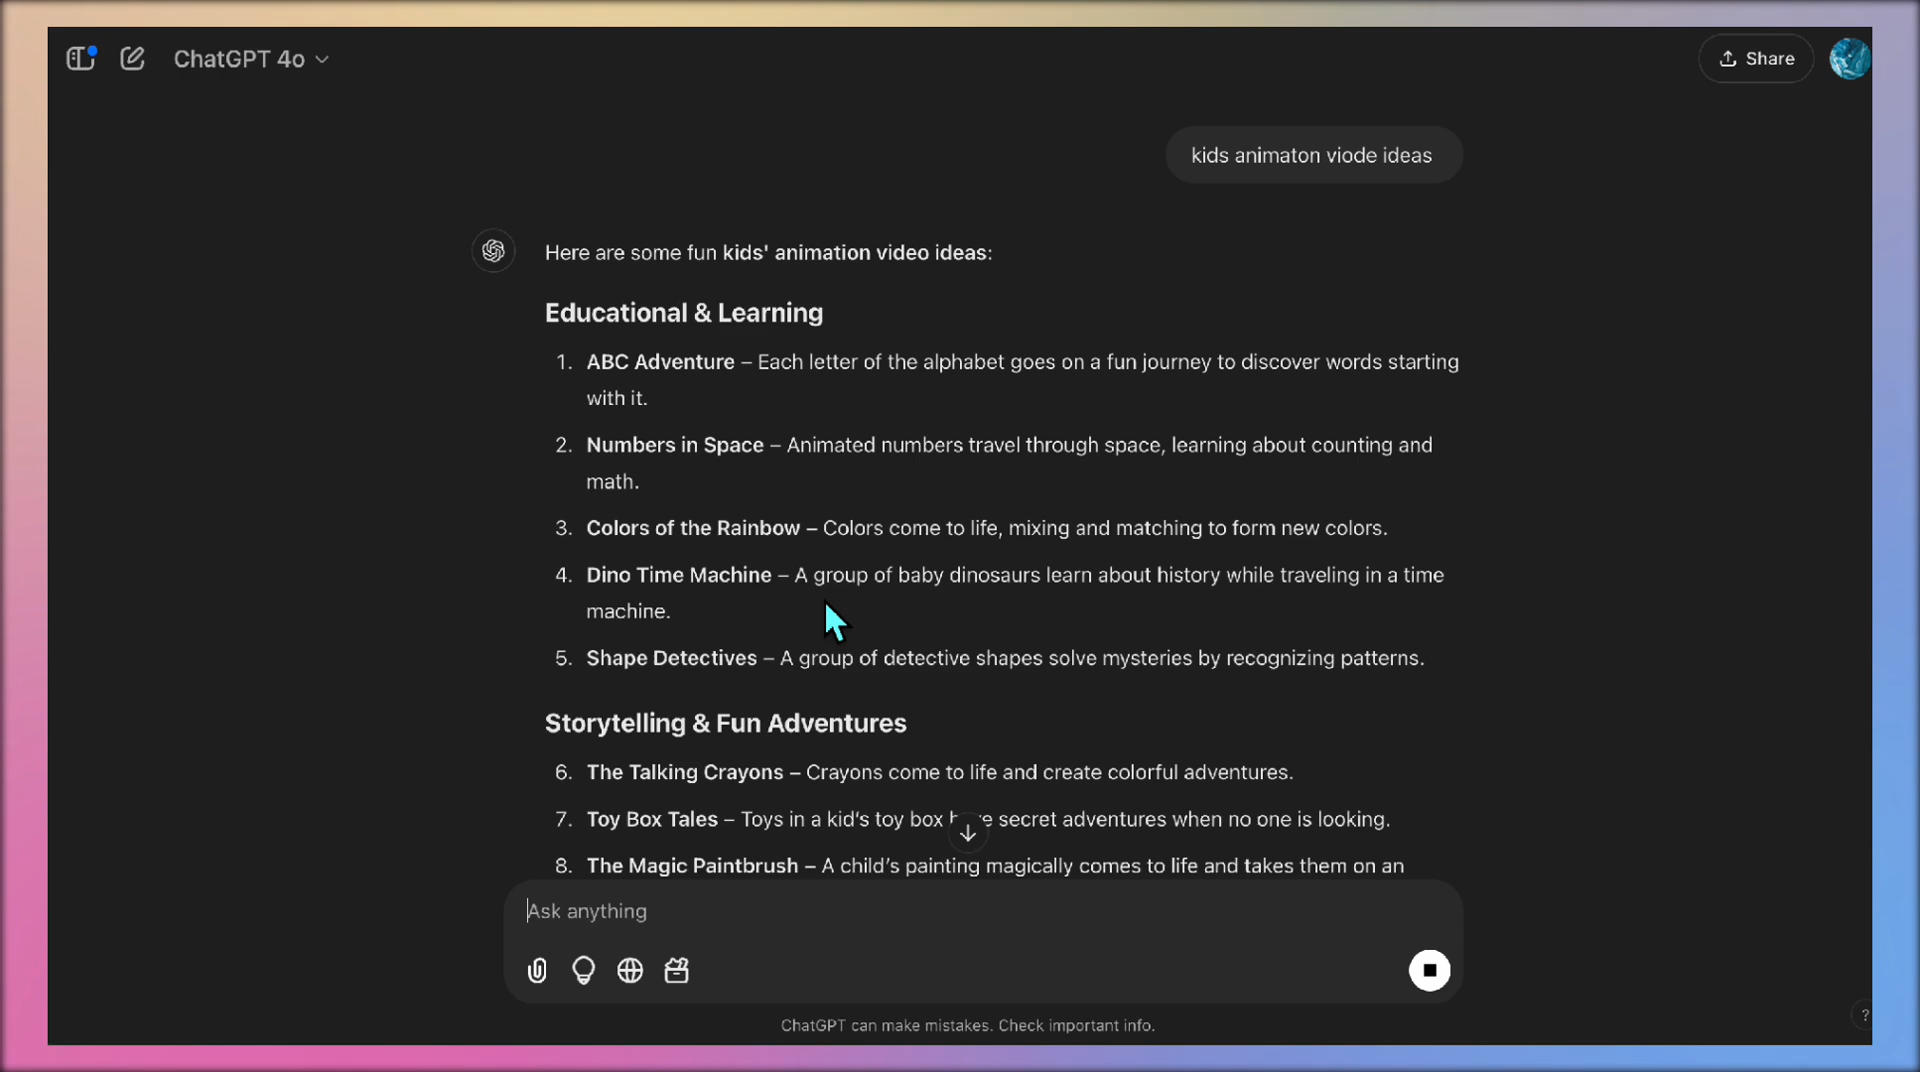 ChatGPT 4o
Share
kids animaton viode ideas
Here are some fun kids' animation video ideas:
Educational & Learning
1. ABC Adventure – Each letter of the alphabet goes on a fun journey to discover words starting
with it.
2. Numbers in Space – Animated numbers travel through space, learning about counting and
math.
3. Colors of the Rainbow – Colors come to life, mixing and matching to form new colors.
4. Dino Time Machine – A group of baby dinosaurs learn about history while traveling in a time
machine.
5. Shape Detectives – A group of detective shapes solve mysteries by recognizing patterns.
Storytelling & Fun Adventures
6. The Talking Crayons – Crayons come to life and create colorful adventures.
7. Toy Box Tales – Toys in a kid's toy box have secret adventures when no one is looking.
8. The Magic Paintbrush – A child's painting magically comes to life and takes them on an
Ask anything
ChatGPT can make mistakes. Check important info.
?